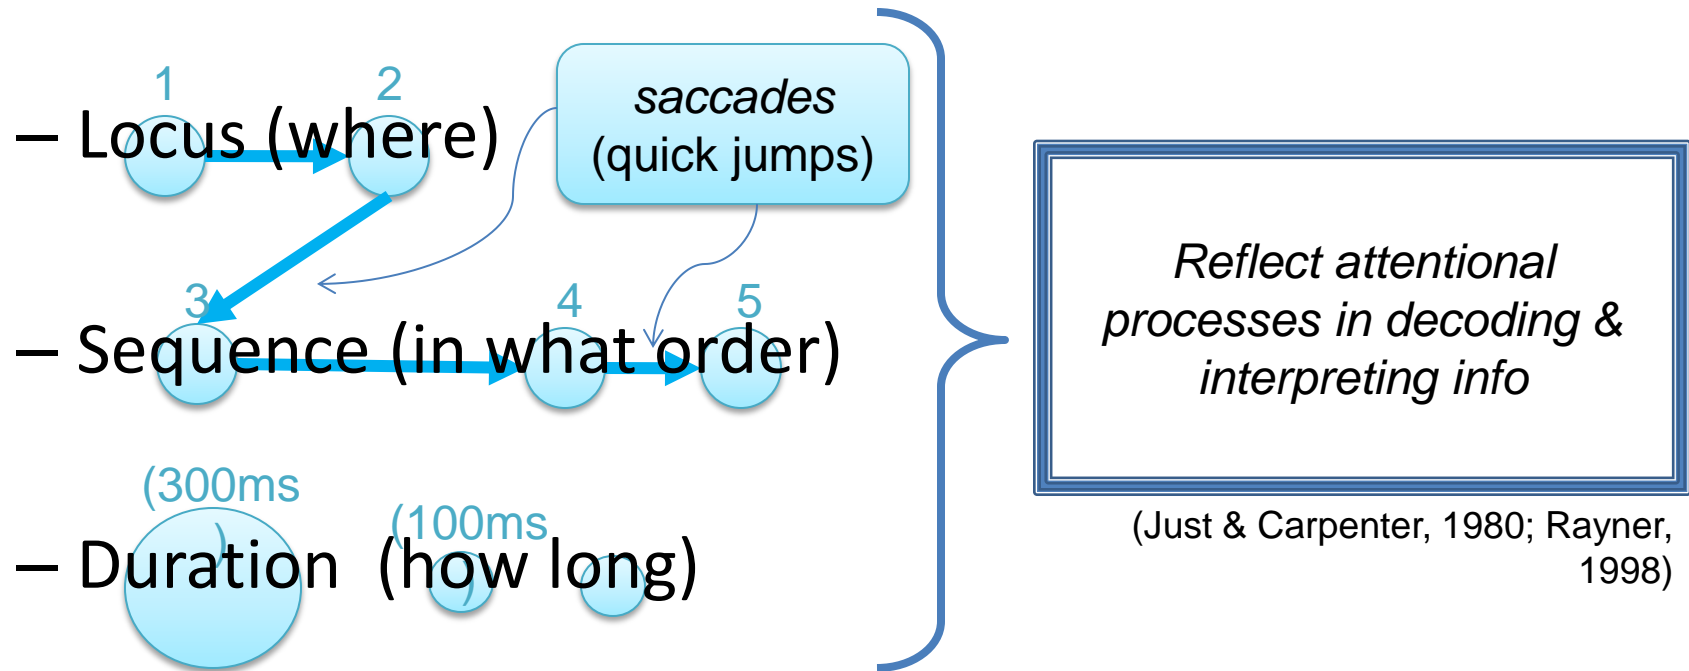 1 2
– Locus (where)
saccades
(quick jumps)
3 4 5
– Sequence (in what order)
(300ms
)
(100ms
)
– Duration (how long)
Reflect attentional
processes in decoding &
interpreting info
(Just & Carpenter, 1980; Rayner,
1998)